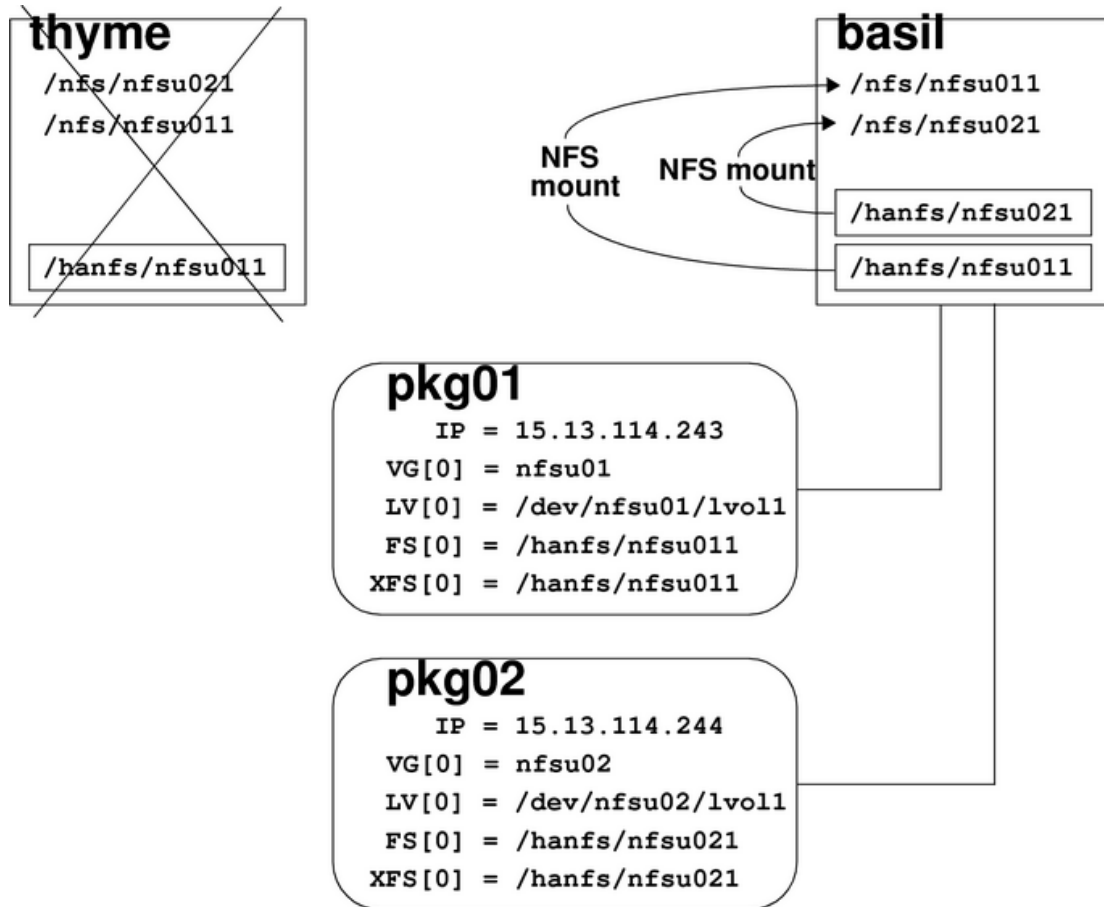 thyme
/nfs/nfsu021
/nfs/nfsu011
/hanfs/nfsu011
basil
/nfs/nfsu011
/nfs/nfsu021
NFS
mount
NFS mount
/hanfs/nfsu021
/hanfs/nfsu011
pkg01
IP = 15.13.114.243
VG[0] = nfsu01
LV[0] = /dev/nfsu01/lvol1
FS[0] = /hanfs/nfsu011
XFS[0] = /hanfs/nfsu011
pkg02
IP = 15.13.114.244
VG[0] = nfsu02
LV[0] = /dev/nfsu02/lvol1
FS[0] = /hanfs/nfsu021
XFS[0] = /hanfs/nfsu021